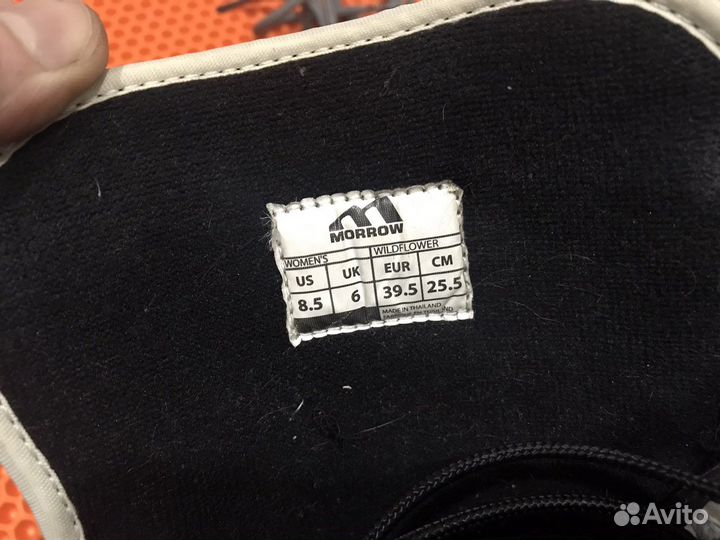 MORROW
WOMEN'S WILDFLOWER
US UK EUR CM
8.5 6 39.5 25.5
MADE IN THAILAND
Avito